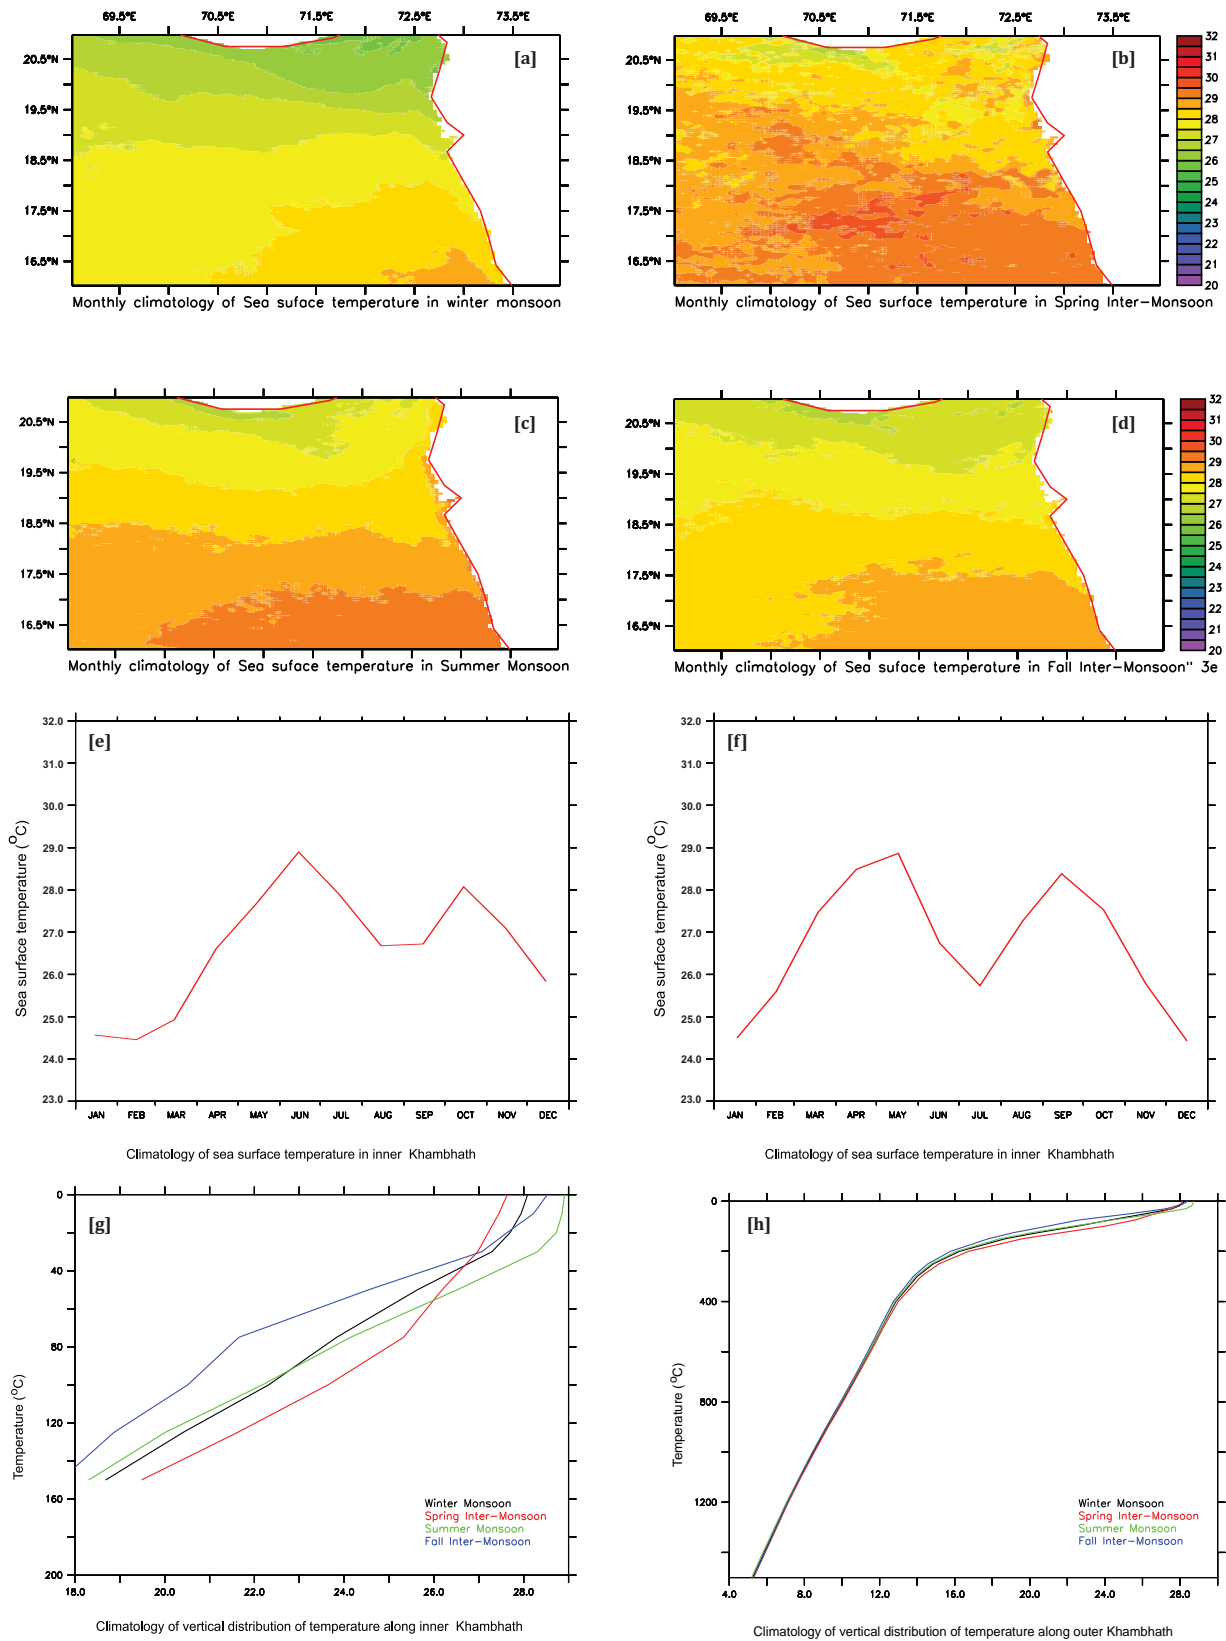 69.5°E 70.5°E 71.5°E 72.5°E 73.5°E
20.5°N
19.5°N
18.5°N
17.5°N
16.5°N
[a]
Monthly climatology of Sea suface temperature in winter monsoon
69.5°E 70.5°E 71.5°E 72.5°E 73.5°E
20.5°N
19.5°N
18.5°N
17.5°N
16.5°N
[b]
32
31
30
29
28
27
26
25
24
23
22
21
20
Monthly climatology of Sea suface temperature in Spring Inter-Monsoon
20.5°N
19.5°N
18.5°N
17.5°N
16.5°N
[c]
Monthly climatology of Sea suface temperature in Summer Monsoon
20.5°N
19.5°N
18.5°N
17.5°N
16.5°N
[d]
32
31
30
29
28
27
26
25
24
23
22
21
20
Monthly climatology of Sea suface temperature in Fall Inter-Monsoon" 3e
[e]
Sea surface temperature (°C)
32.0
31.0
30.0
29.0
28.0
27.0
26.0
25.0
24.0
23.0
JAN FEB MAR APR MAY JUN JUL AUG SEP OCT NOV DEC
Climatology of sea surface temperature in inner Khambhath
[f]
Sea surface temperature (°C)
32.0
31.0
30.0
29.0
28.0
27.0
26.0
25.0
24.0
23.0
JAN FEB MAR APR MAY JUN JUL AUG SEP OCT NOV DEC
Climatology of sea surface temperature in inner Khambhath
[g]
Temperature (°C)
0
40
80
120
160
200
Winter Monsoon
Spring Inter-Monsoon
Summer Monsoon
Fall Inter-Monsoon
18.0 20.0 22.0 24.0 26.0 28.0
Climatology of vertical distribution of temperature along inner Khambhath
[h]
Temperature (°C)
0
400
800
1200
Winter Monsoon
Spring Inter-Monsoon
Summer Monsoon
Fall Inter-Monsoon
4.0 8.0 12.0 16.0 20.0 24.0 28.0
Climatology of vertical distribution of temperature along outer Khambhath